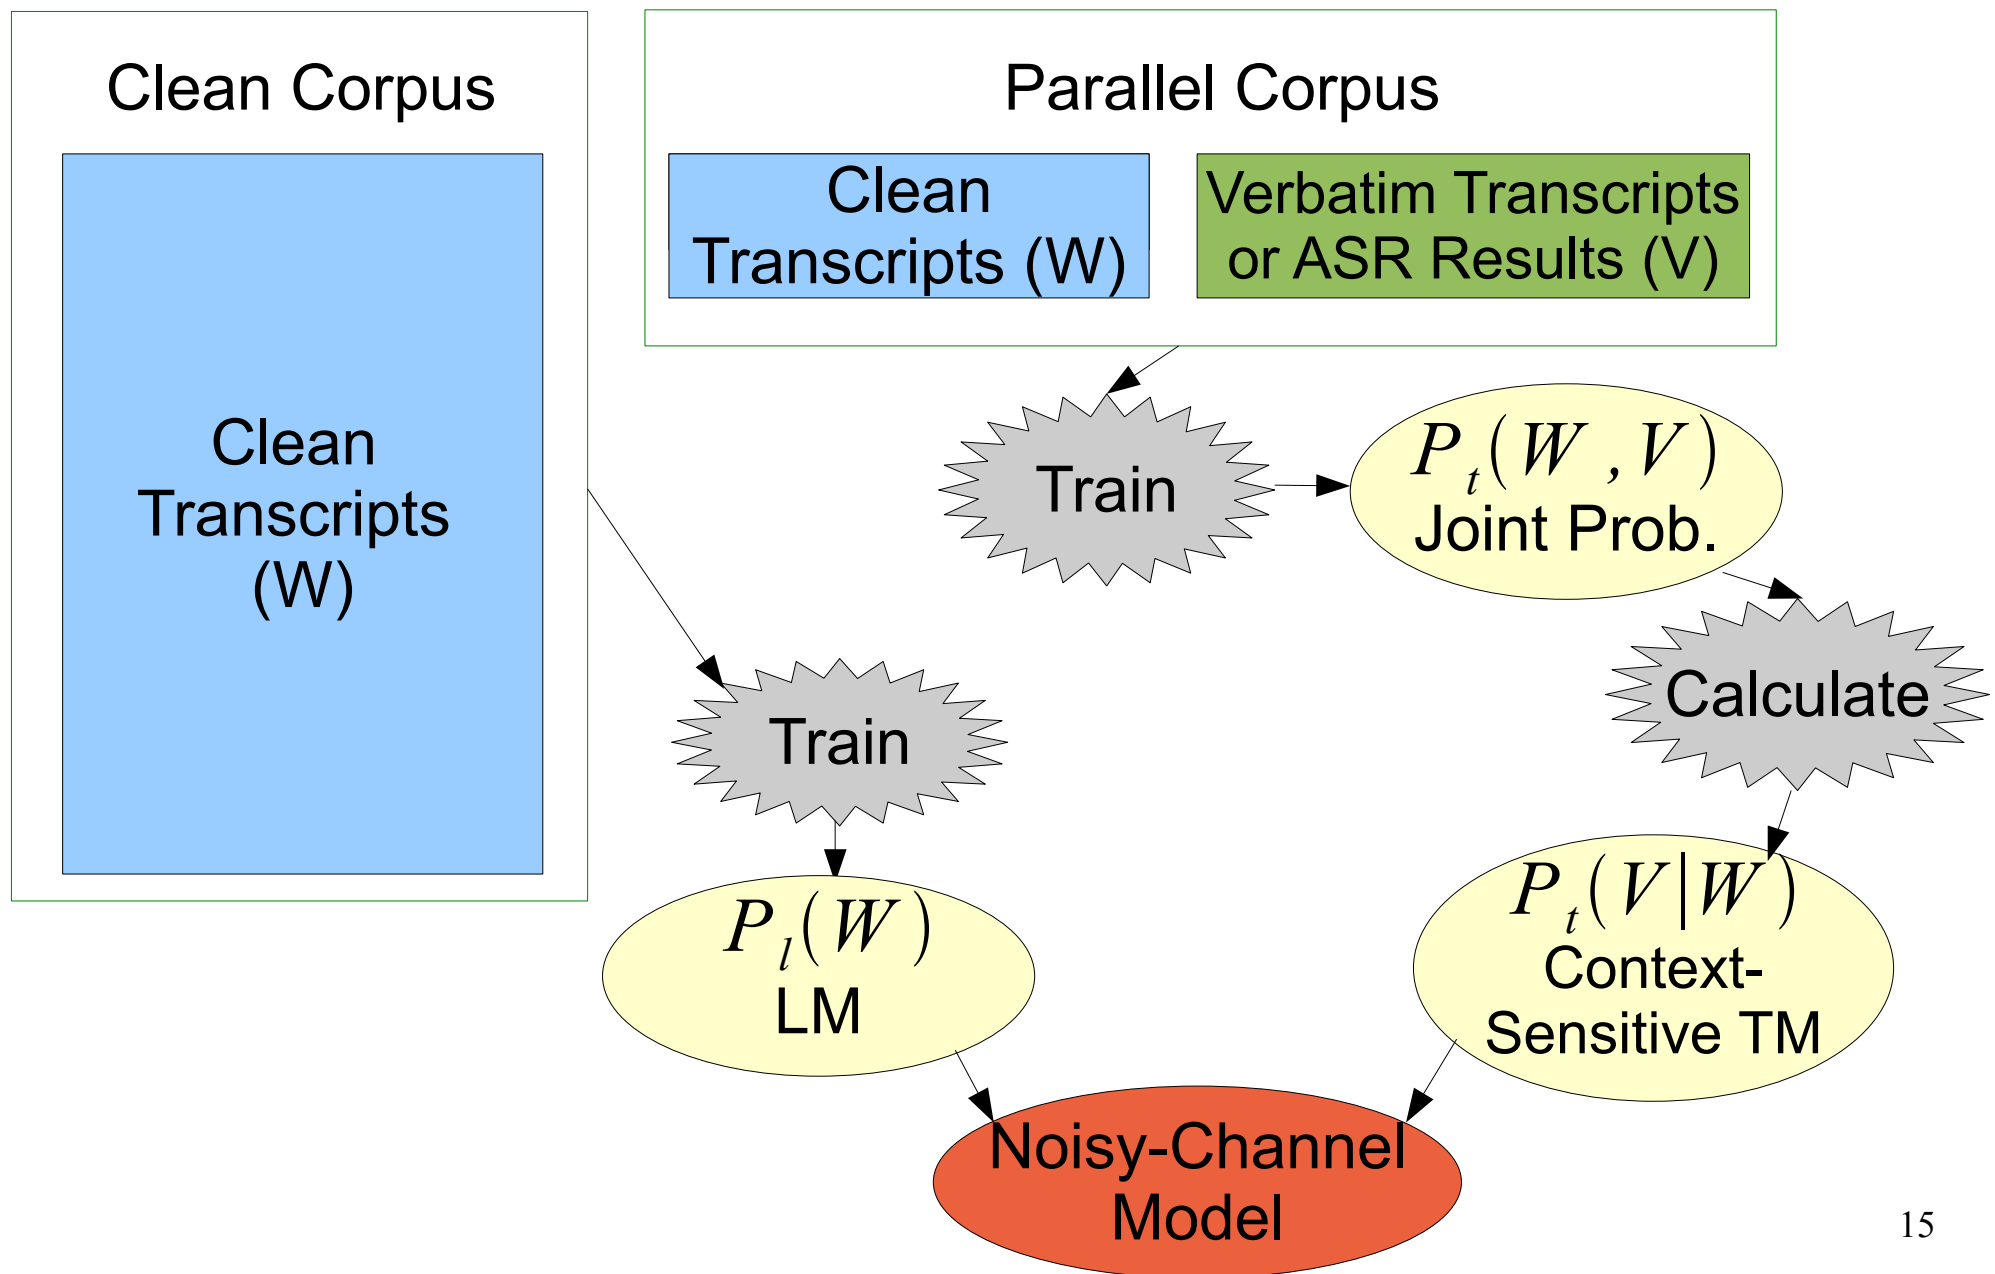 Clean Corpus
Clean
Transcripts
(W)
Parallel Corpus
Clean
Transcripts (W)
Verbatim Transcripts
or ASR Results (V)
Train
P_t(W ,V)
Joint Prob.
Calculate
Train
P_l(W)
LM
P_t(V|W)
Context-
Sensitive TM
Noisy-Channel
Model
15